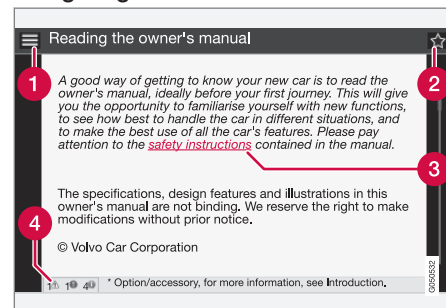 Reading the owner's manual
1
2
A good way of getting to know your new car is to read the
owner's manual, ideally before your first journey. This will give
you the opportunity to familiarise yourself with new functions,
to see how best to handle the car in different situations, and
to make the best use of all the car's features. Please pay
attention to the safety instructions contained in the manual.
3
The specifications, design features and illustrations in this
owner's manual are not binding. We reserve the right to make
modifications without prior notice.
4
© Volvo Car Corporation
1 1 4 * Option/accessory, for more information, see Introduction.
G050532